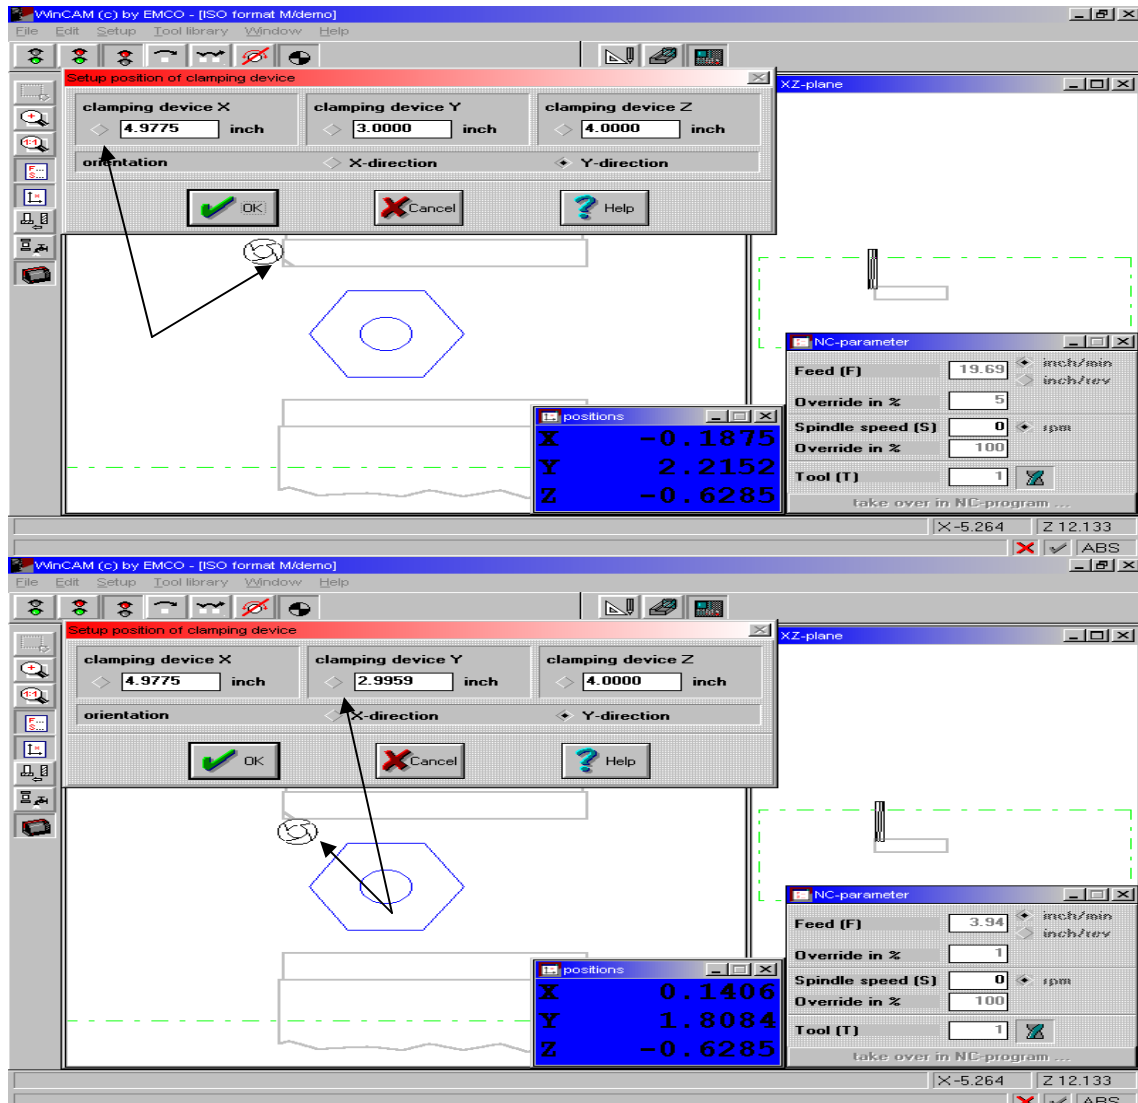 WinCAM (c) by EMCO - [ISO format M/demo]
File Edit Setup Tool library Window Help
Setup position of clamping device
clamping device X clamping device Y clamping device Z
4.9775 inch 3.0000 inch 4.0000 inch
orientation X-direction Y-direction
OK Cancel Help
XZ-plane
NC-parameter
Feed (F) 19.69 inch/min
inch/rev
Override in % 5
Spindle speed (S) 0 rpm
Override in % 100
Tool (T) 1
take over in NC-program ...
positions
X -0.1875
Y 2.2152
Z -0.6285
X -5.264 Z 12.133
ABS
WinCAM (c) by EMCO - [ISO format M/demo]
File Edit Setup Tool library Window Help
Setup position of clamping device
clamping device X clamping device Y clamping device Z
4.9775 inch 2.9959 inch 4.0000 inch
orientation X-direction Y-direction
OK Cancel Help
XZ-plane
NC-parameter
Feed (F) 3.94 inch/min
inch/rev
Override in % 1
Spindle speed (S) 0 rpm
Override in % 100
Tool (T) 1
take over in NC-program ...
positions
X 0.1406
Y 1.8084
Z -0.6285
X -5.264 Z 12.133
ABS